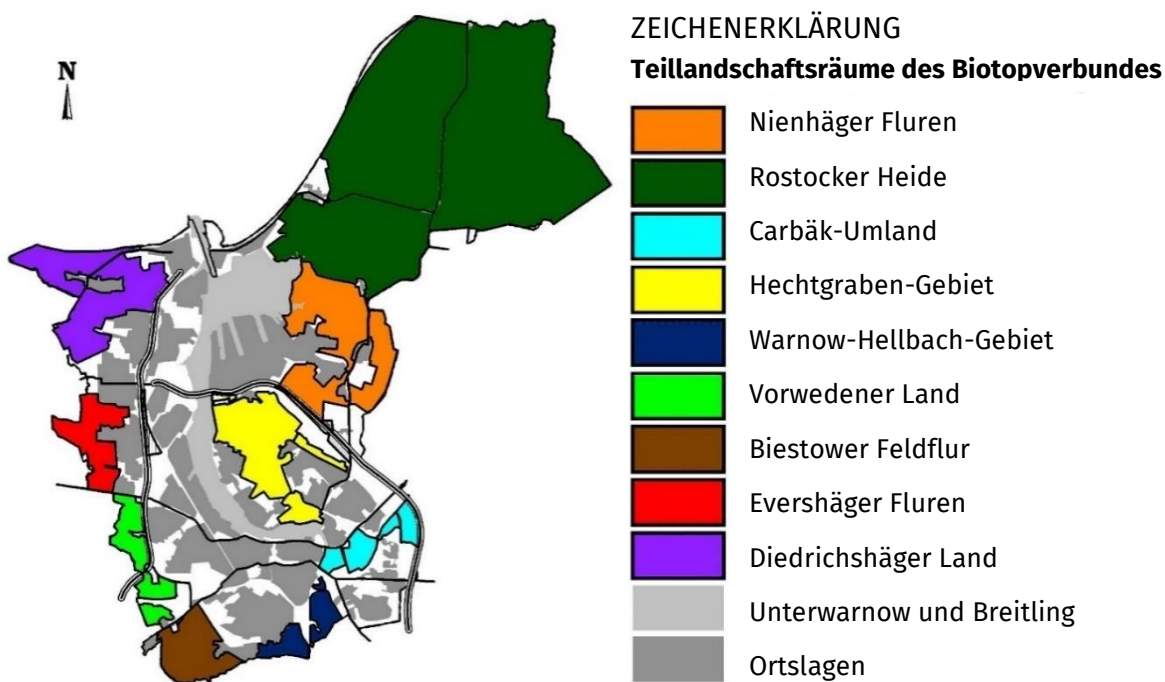 N
ZEICHENERKLÄRUNG
Teillandschaftsräume des Biotopverbundes
Nienhäger Fluren
Rostocker Heide
Carbäk-Umland
Hechtgraben-Gebiet
Warnow-Hellbach-Gebiet
Vorwedener Land
Biestower Feldflur
Evershäger Fluren
Diedrichshäger Land
Unterwarnow und Breitling
Ortslagen